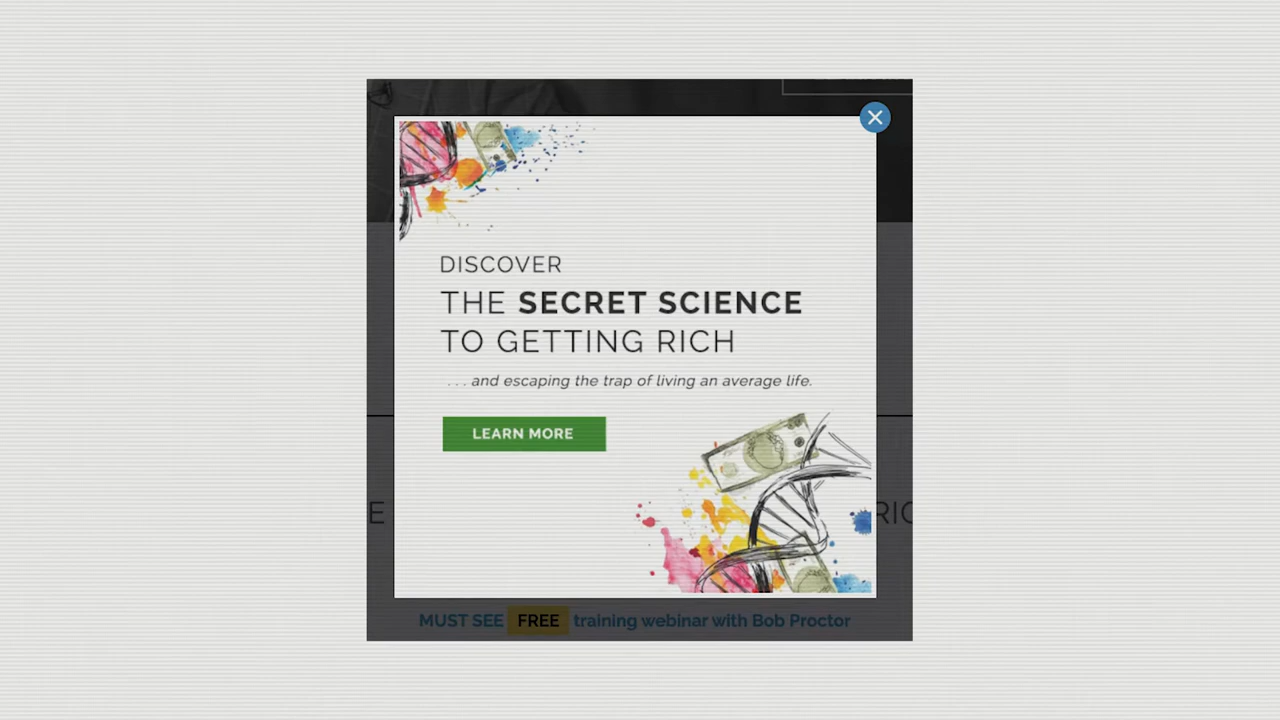 DISCOVER
THE SECRET SCIENCE
TO GETTING RICH
. . . and escaping the trap of living an average life.
LEARN MORE
E
RIC
MUST SEE FREE training webinar with Bob Proctor